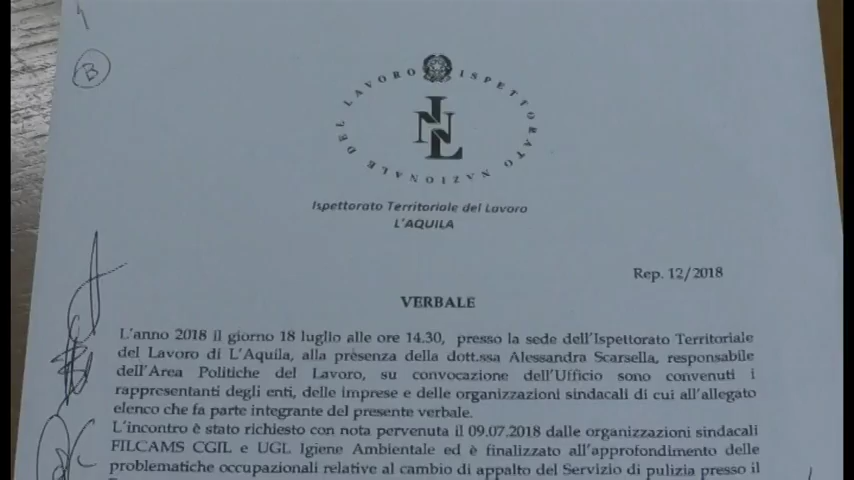 B
ISPETTORATO NAZIONALE DEL LAVORO
INL
Ispettorato Territoriale del Lavoro
L'AQUILA
Rep. 12/2018
VERBALE
L'anno 2018 il giorno 18 luglio alle ore 14.30, presso la sede dell'Ispettorato Territoriale
del Lavoro di L'Aquila, alla presenza della dott.ssa Alessandra Scarsella, responsabile
dell'Area Politiche del Lavoro, su convocazione dell'Ufficio sono convenuti i
rappresentanti degli enti, delle imprese e delle organizzazioni sindacali di cui all'allegato
elenco che fa parte integrante del presente verbale.
L'incontro è stato richiesto con nota pervenuta il 09.07.2018 dalle organizzazioni sindacali
FILCAMS CGIL e UGL Igiene Ambientale ed è finalizzato all'approfondimento delle
problematiche occupazionali relative al cambio di appalto del Servizio di pulizia presso il